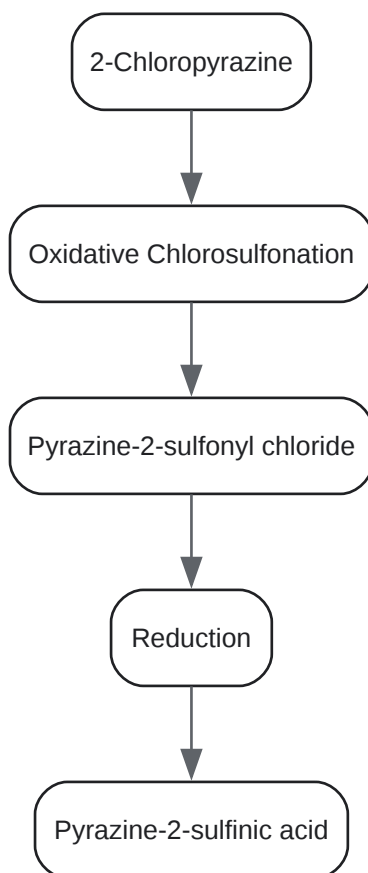 2-Chloropyrazine
Oxidative Chlorosulfonation
Pyrazine-2-sulfonyl chloride
Reduction
Pyrazine-2-sulfinic acid